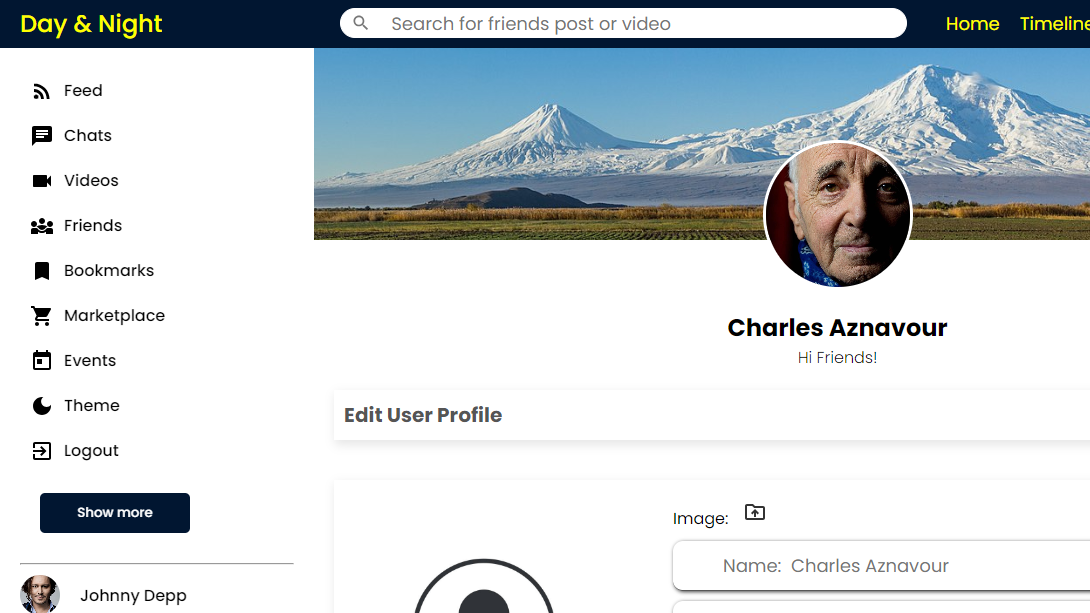 Day & Night
Search for friends post or video
Home Timeline
Feed
Chats
Videos
Friends
Bookmarks
Marketplace
Events
Theme
Logout
Show more
Johnny Depp
Charles Aznavour
Hi Friends!
Edit User Profile
Image:
Name: Charles Aznavour